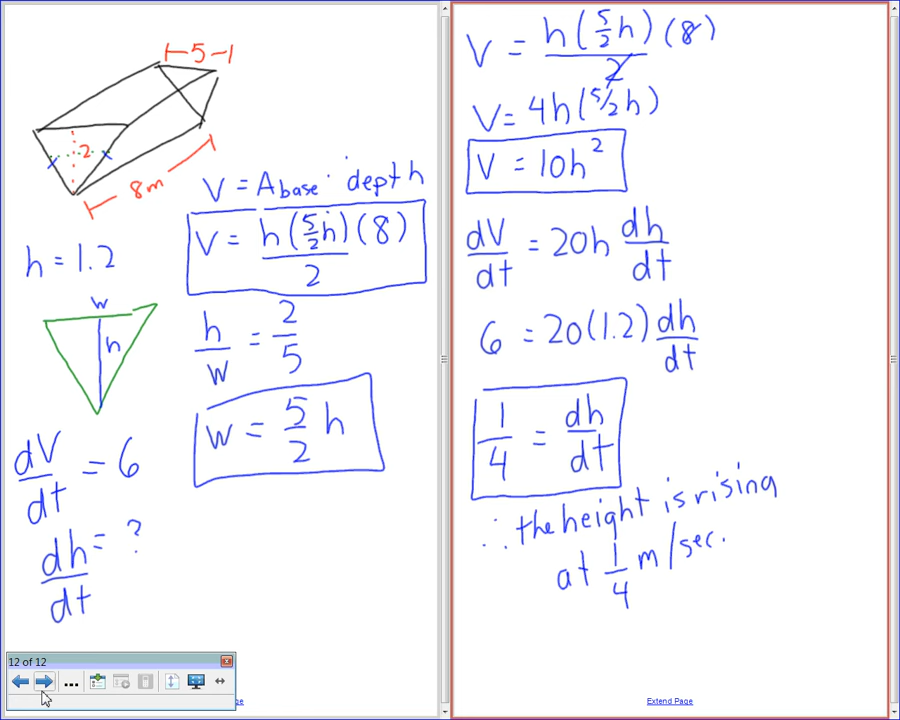 5
2
8m
V = Abase · depth
V = h(5/2 h)(8) / 2
h = 1.2
w
h
h/w = 2/5
w = 5/2 h
dV/dt = 6
dh/dt = ?
12 of 12
...
ge
V = h(5/2 h)(8) / 2
V = 4h(5/2 h)
V = 10h²
dV/dt = 20h dh/dt
6 = 20(1.2) dh/dt
1/4 = dh/dt
∴ the height is rising
at 1/4 m/sec.
Extend Page